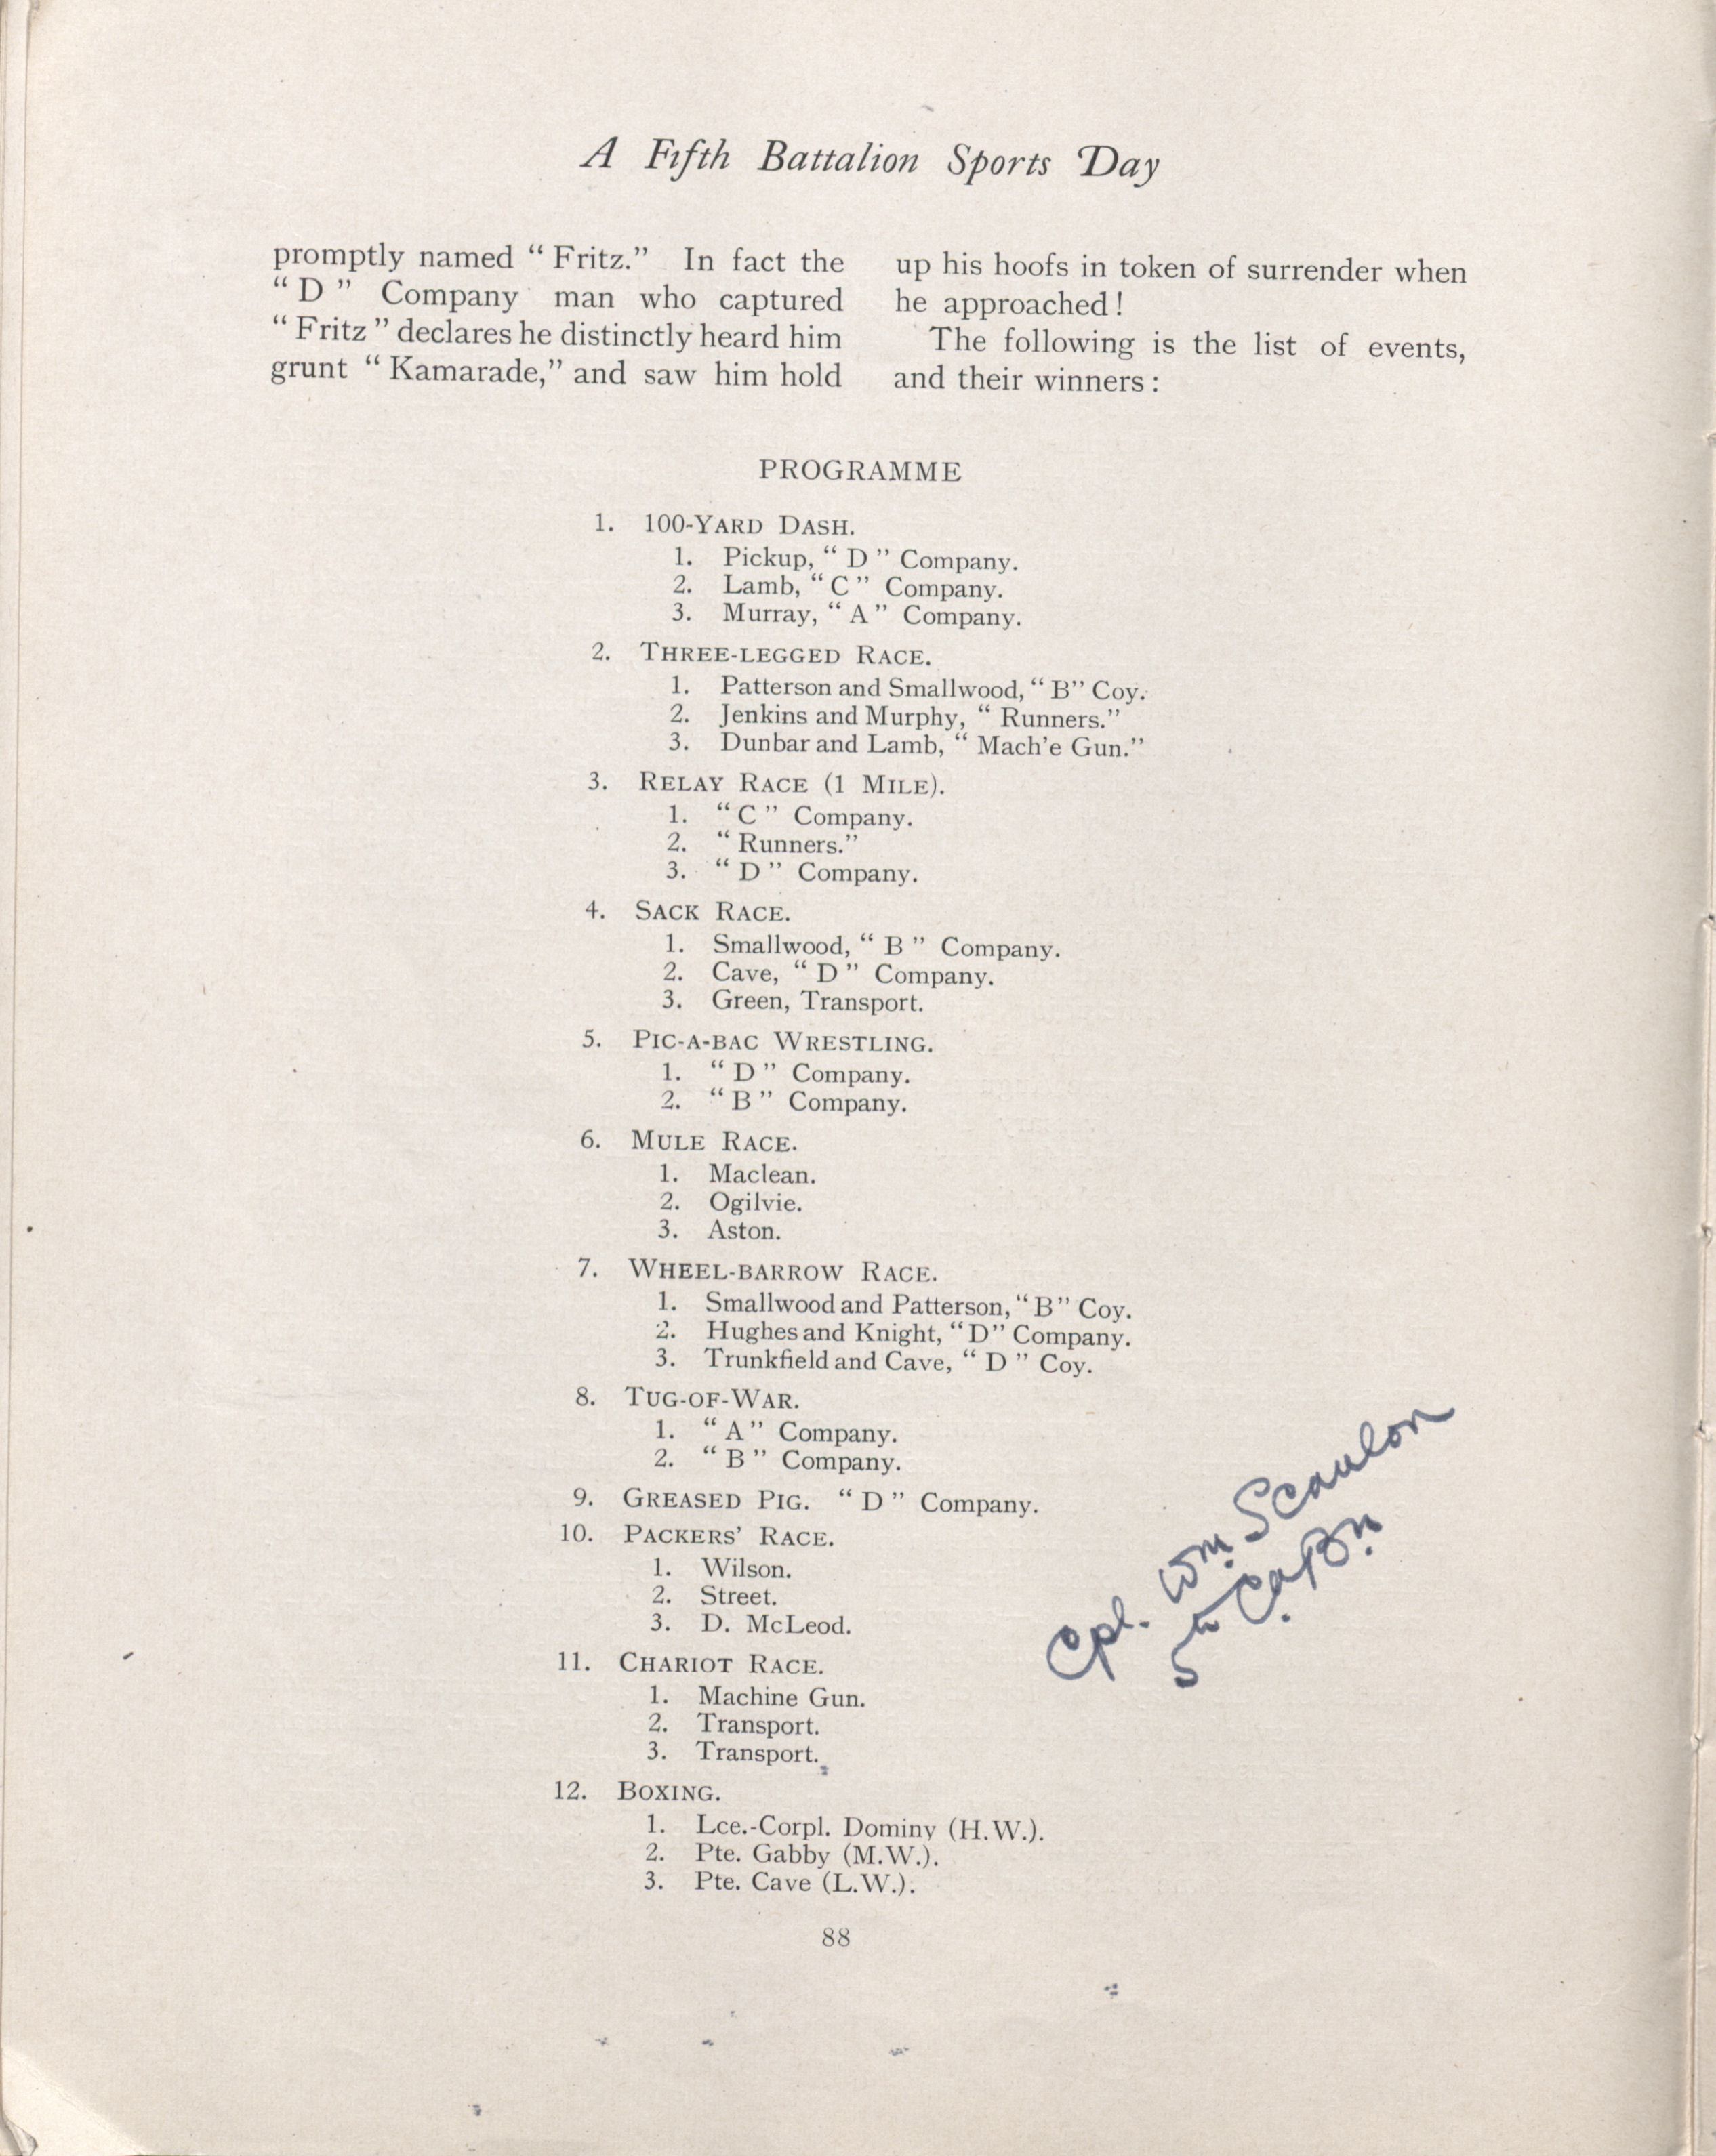 A Fifth Battalion Sports Day
promptly named “Fritz.” In fact the
“D” Company man who captured
“Fritz” declares he distinctly heard him
grunt “Kamarade,” and saw him hold
up his hoofs in token of surrender when
he approached!
The following is the list of events,
and their winners:
PROGRAMME
1. 100-YARD DASH.
1. Pickup, “D” Company.
2. Lamb, “C” Company.
3. Murray, “A” Company.
2. THREE-LEGGED RACE.
1. Patterson and Smallwood, “B” Coy.
2. Jenkins and Murphy, “Runners.”
3. Dunbar and Lamb, “Mach'e Gun.”
3. RELAY RACE (1 MILE).
1. “C” Company.
2. “Runners.”
3. “D” Company.
4. SACK RACE.
1. Smallwood, “B” Company.
2. Cave, “D” Company.
3. Green, Transport.
5. PIC-A-BAC WRESTLING.
1. “D” Company.
2. “B” Company.
6. MULE RACE.
1. Maclean.
2. Ogilvie.
3. Aston.
7. WHEEL-BARROW RACE.
1. Smallwood and Patterson, “B” Coy.
2. Hughes and Knight, “D” Company.
3. Trunkfield and Cave, “D” Coy.
8. TUG-OF-WAR.
1. “A” Company.
2. “B” Company.
9. GREASED PIG. “D” Company.
10. PACKERS' RACE.
1. Wilson.
2. Street.
3. D. McLeod.
11. CHARIOT RACE.
1. Machine Gun.
2. Transport.
3. Transport.
12. BOXING.
1. Lce.-Corpl. Dominy (H.W.).
2. Pte. Gabby (M.W.).
3. Pte. Cave (L.W.).
Cpl. Wm Scanlon
5th Ca Bn
88